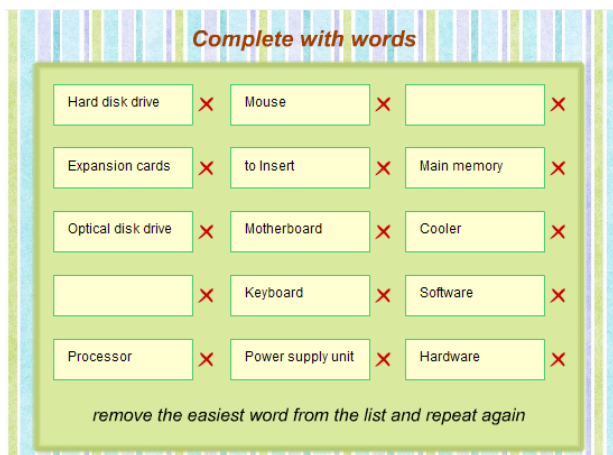 Complete with words
Hard disk drive
Mouse
Expansion cards
to Insert
Main memory
Optical disk drive
Motherboard
Cooler
Keyboard
Software
Processor
Power supply unit
Hardware
remove the easiest word from the list and repeat again